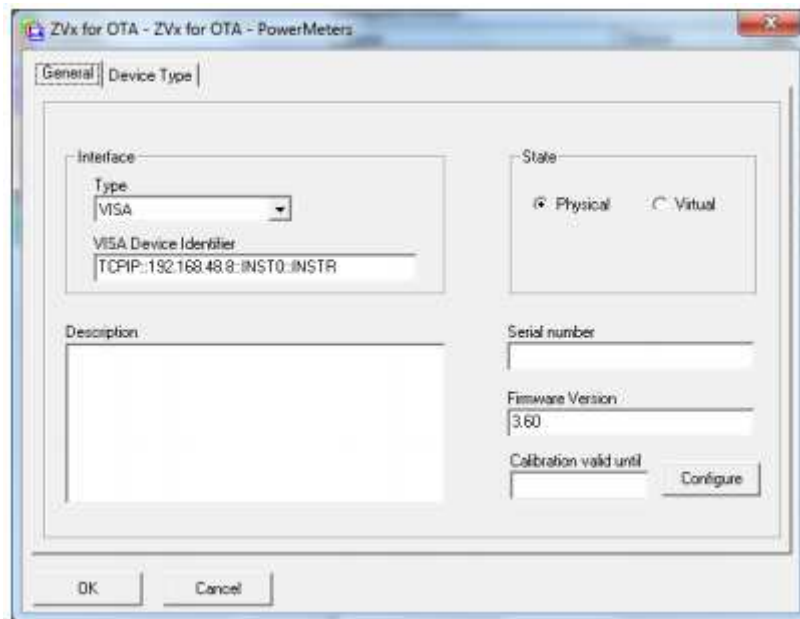 ZVx for OTA - ZVx for OTA - PowerMeters
General
Device Type
Interface
Type
VISA
VISA Device Identifier
TCPIP::192.168.48.8::INST0::INSTR
State
Physical
Virtual
Description
Serial number
Firmware Version
3.60
Calibration valid until
Configure
OK
Cancel